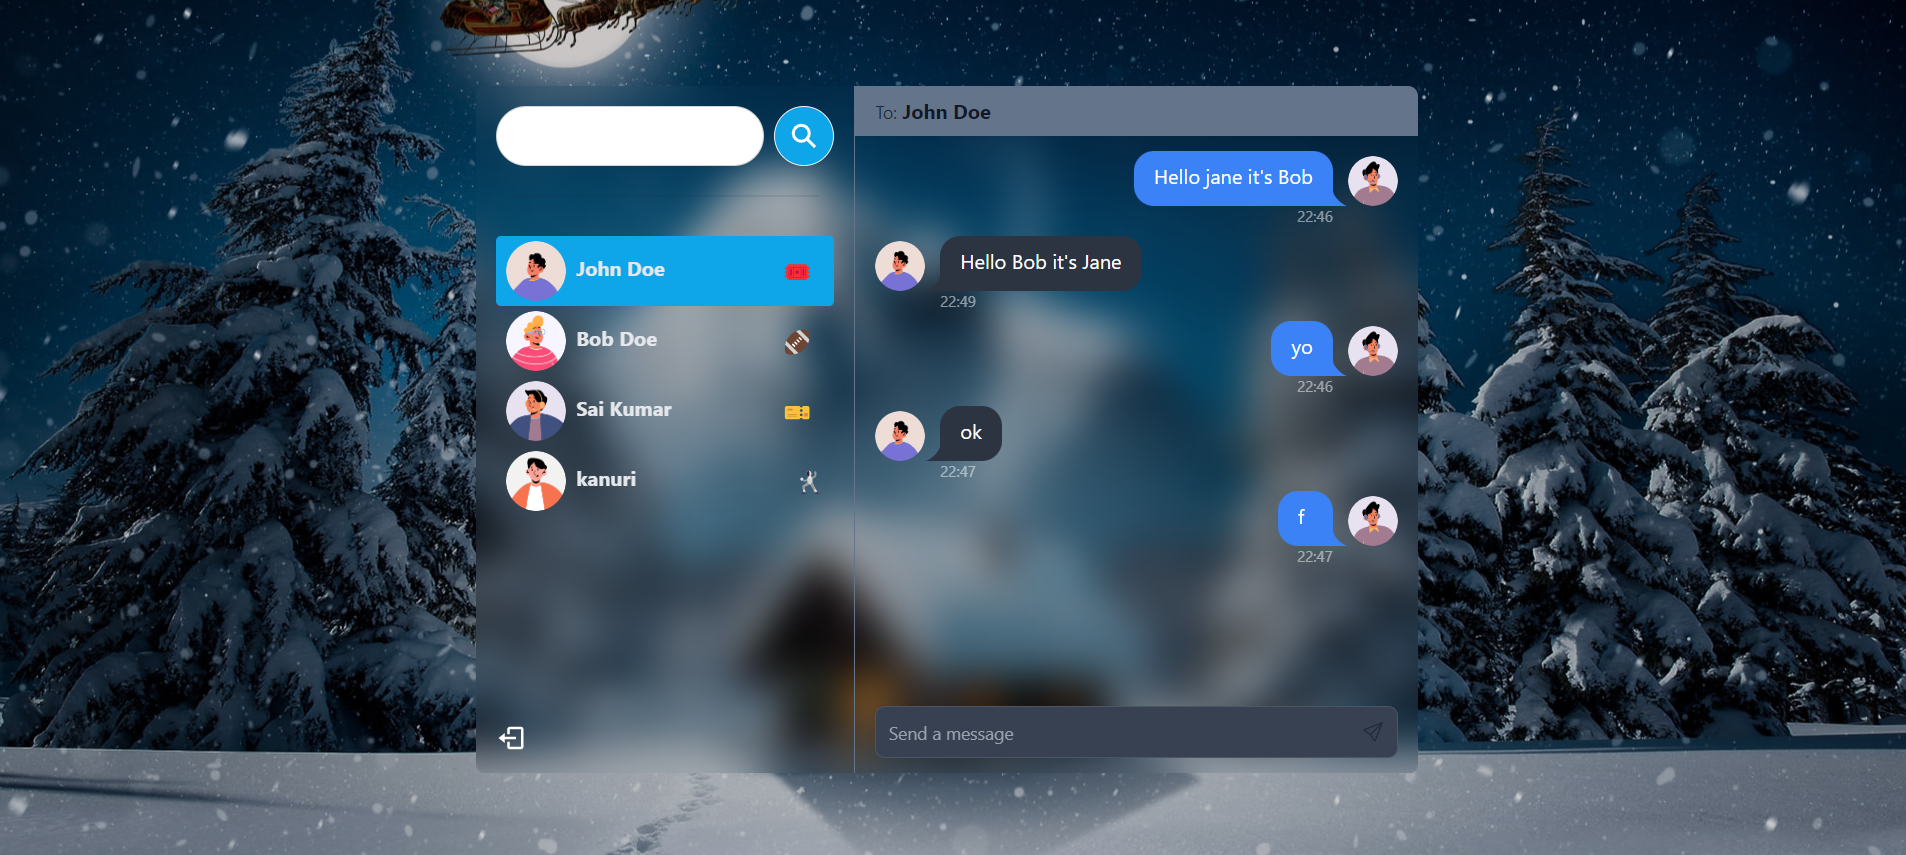 To: John Doe
Hello jane it's Bob
22:46
Hello Bob it's Jane
22:49
yo
22:46
ok
22:47
f
22:47
Send a message
John Doe
Bob Doe
Sai Kumar
kanuri